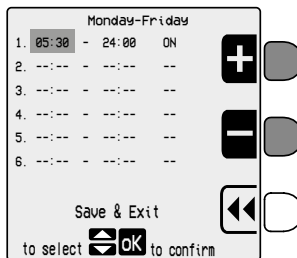 Monday-Friday
1. 05:30 - 24:00 ON
2. --:-- - --:-- --
3. --:-- - --:-- --
4. --:-- - --:-- --
5. --:-- - --:-- --
6. --:-- - --:-- --
Save & Exit
to select OK to confirm